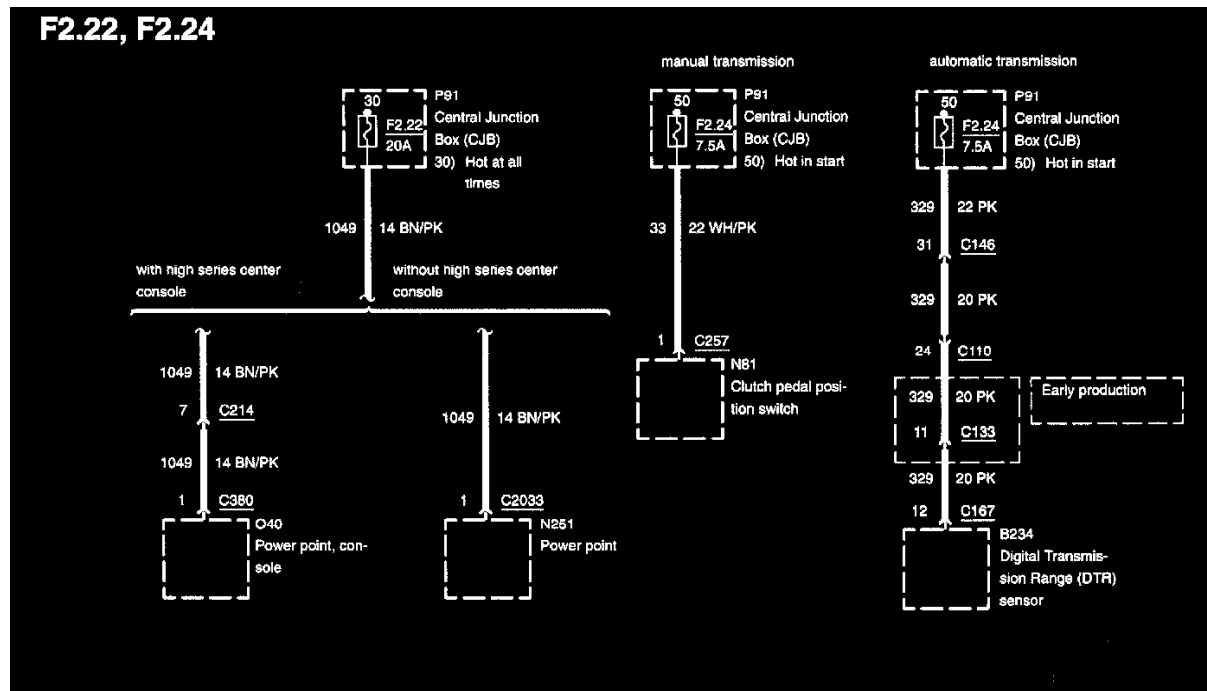 F2.22, F2.24
30
F2.22
20A
P91
Central Junction
Box (CJB)
30) Hot at all
times
1049 14 BN/PK
with high series center
console
without high series center
console
1049 14 BN/PK
7 C214
1049 14 BN/PK
1 C380
O40
Power point, con-
sole
1049 14 BN/PK
1 C2033
N251
Power point
manual transmission
50
F2.24
7.5A
P91
Central Junction
Box (CJB)
50) Hot in start
33 22 WH/PK
1 C257
N81
Clutch pedal posi-
tion switch
automatic transmission
50
F2.24
7.5A
P91
Central Junction
Box (CJB)
50) Hot in start
329 22 PK
31 C146
329 20 PK
24 C110
329 20 PK
11 C133
Early production
329 20 PK
12 C167
B234
Digital Transmis-
sion Range (DTR)
sensor